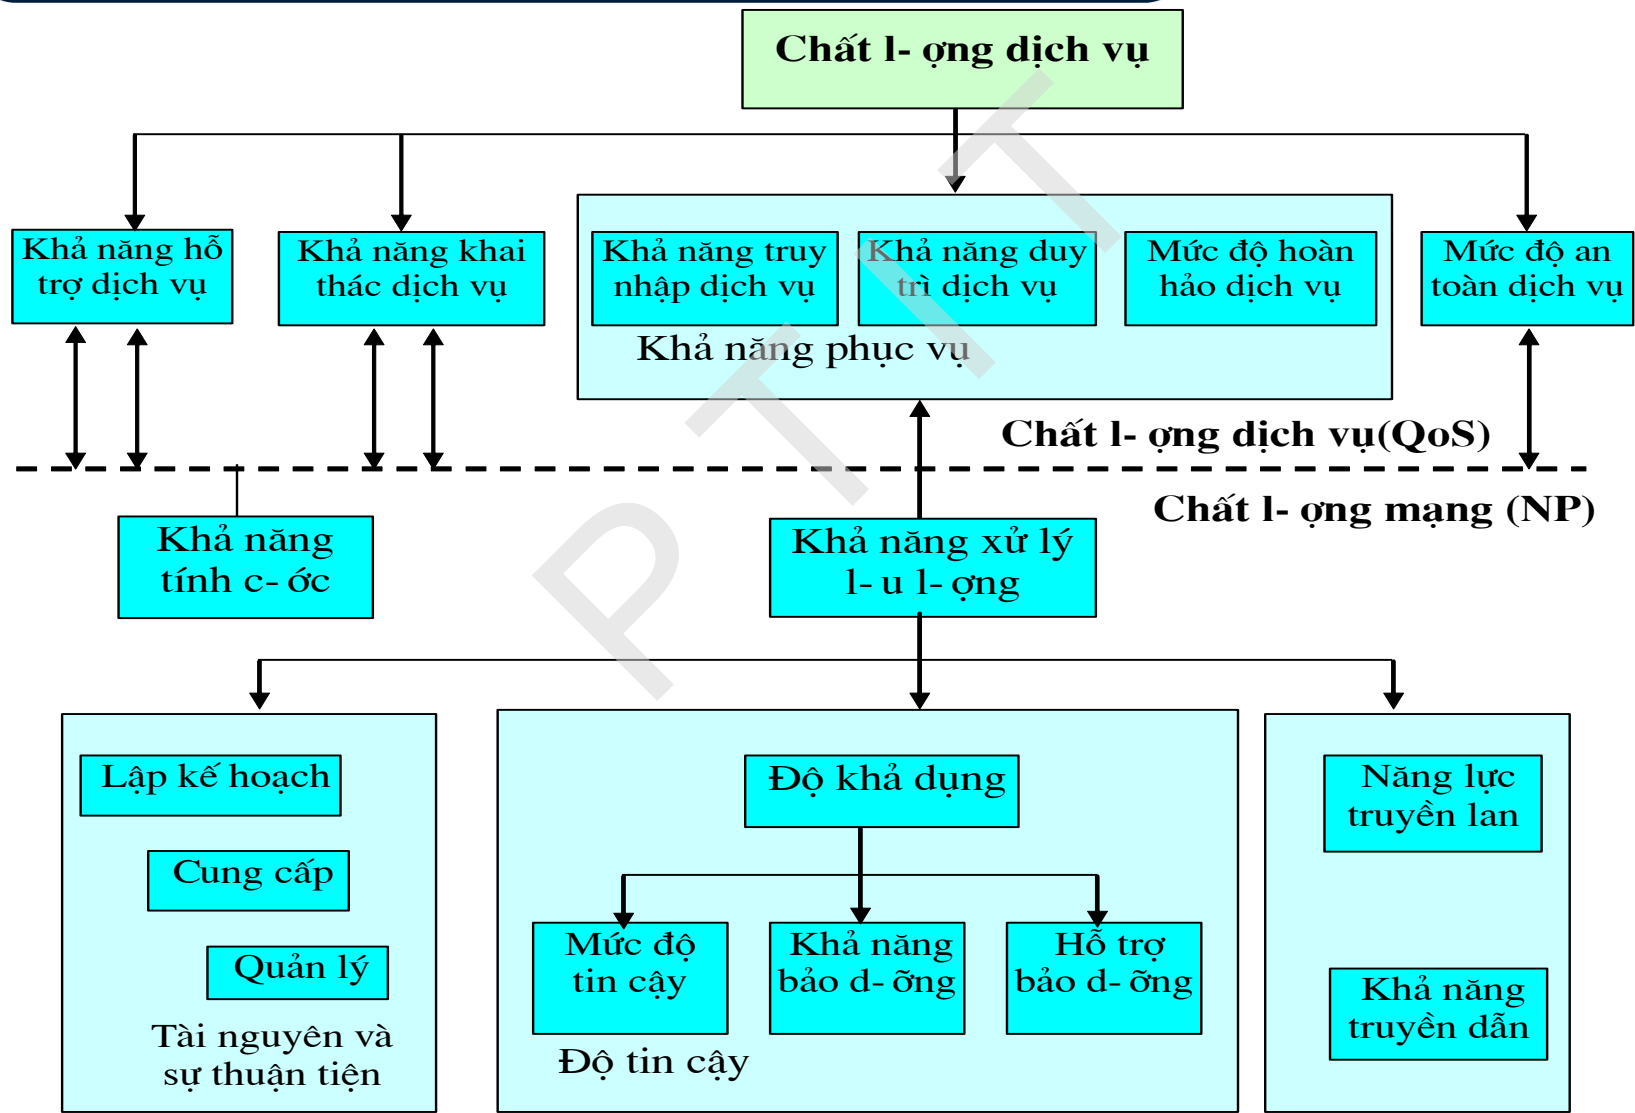 Chất l- ợng dịch vụ
Khả năng hỗ
trợ dịch vụ
Khả năng khai
thác dịch vụ
Khả năng truy
nhập dịch vụ
Khả năng duy
trì dịch vụ
Mức độ hoàn
hảo dịch vụ
Khả năng phục vụ
Mức độ an
toàn dịch vụ
Chất l- ợng dịch vụ(QoS)
Chất l- ợng mạng (NP)
Khả năng
tính c- ớc
Khả năng xử lý
l- u l- ợng
Lập kế hoạch
Cung cấp
Quản lý
Tài nguyên và
sự thuận tiện
Độ khả dụng
Mức độ
tin cậy
Khả năng
bảo d- ỡng
Hỗ trợ
bảo d- ỡng
Độ tin cậy
Năng lực
truyền lan
Khả năng
truyền dẫn
PTIT